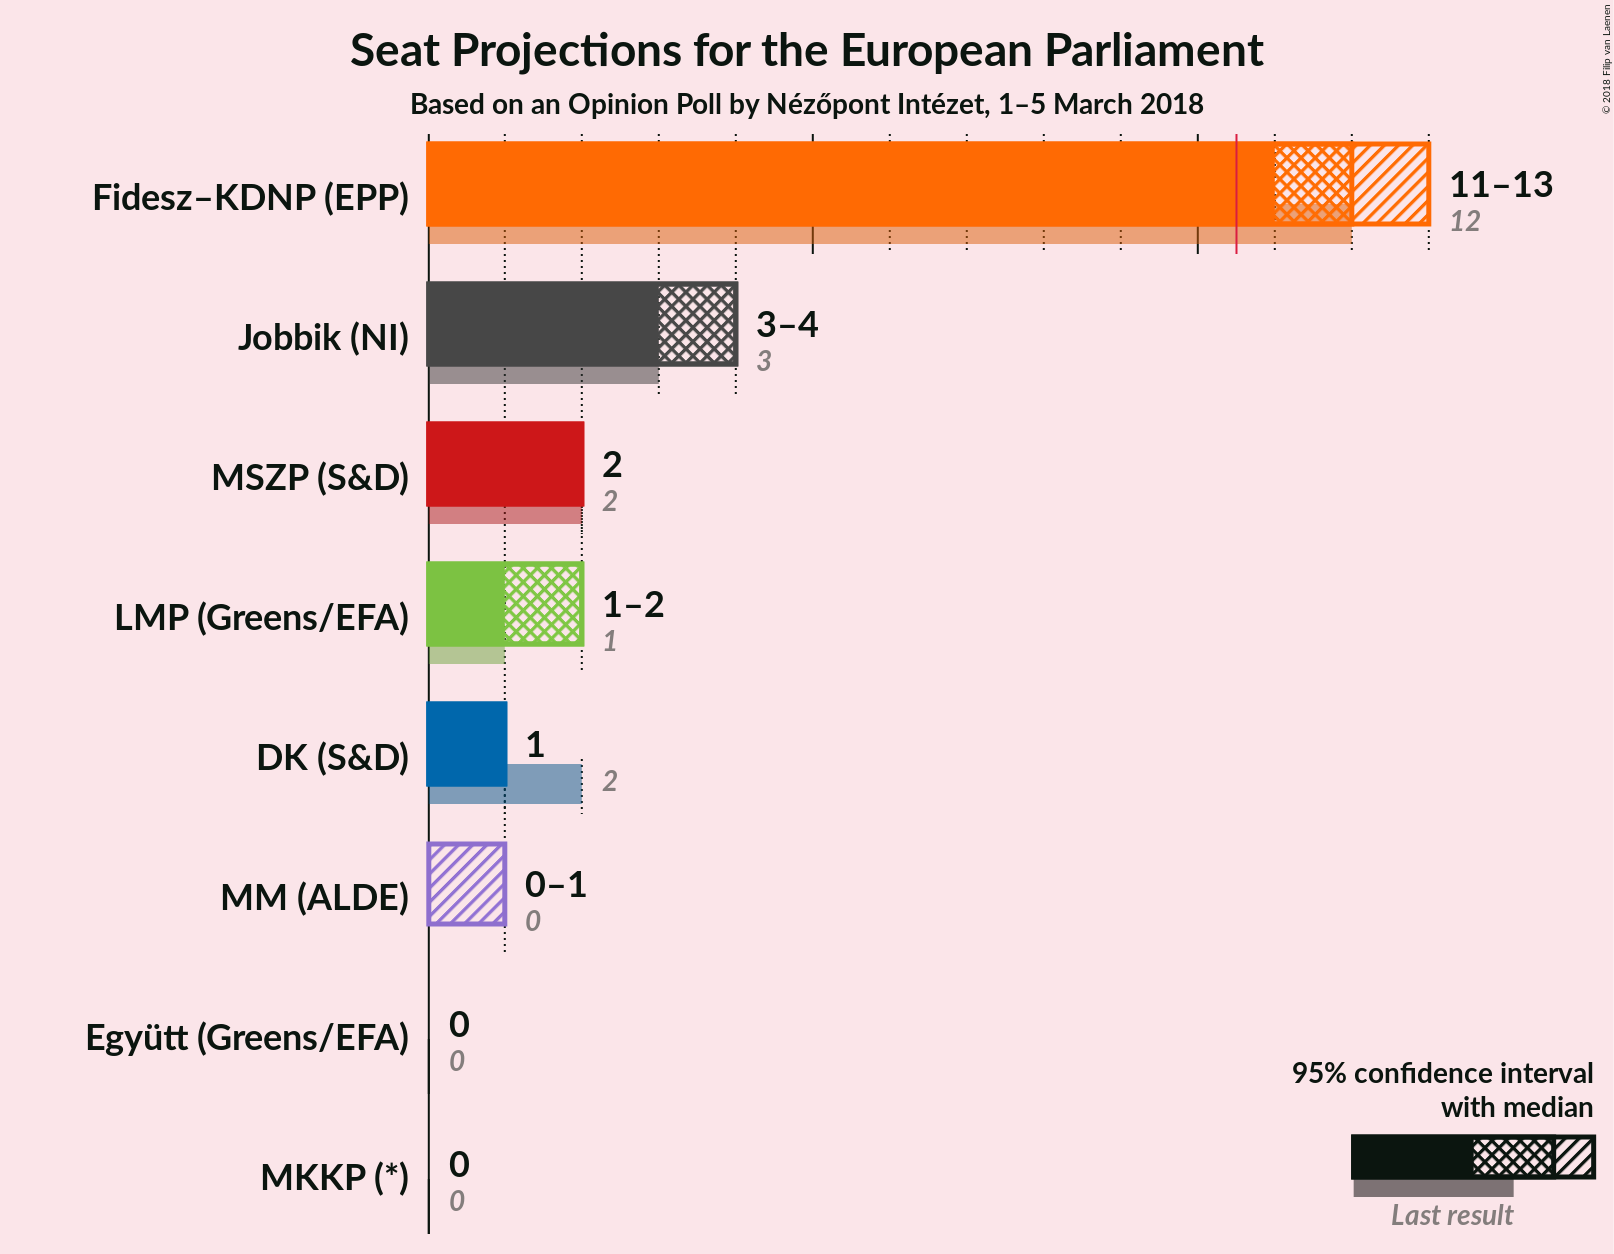 Seat Projections for the European Parliament
Based on an Opinion Poll by Nézőpont Intézet, 1–5 March 2018
© 2018 Filip van Laenen
Fidesz–KDNP (EPP)
11–13
12
Jobbik (NI)
3–4
3
MSZP (S&D)
2
2
LMP (Greens/EFA)
1–2
1
DK (S&D)
1
2
MM (ALDE)
0–1
0
Együtt (Greens/EFA)
0
0
MKKP (*)
0
0
95% confidence interval
with median
Last result